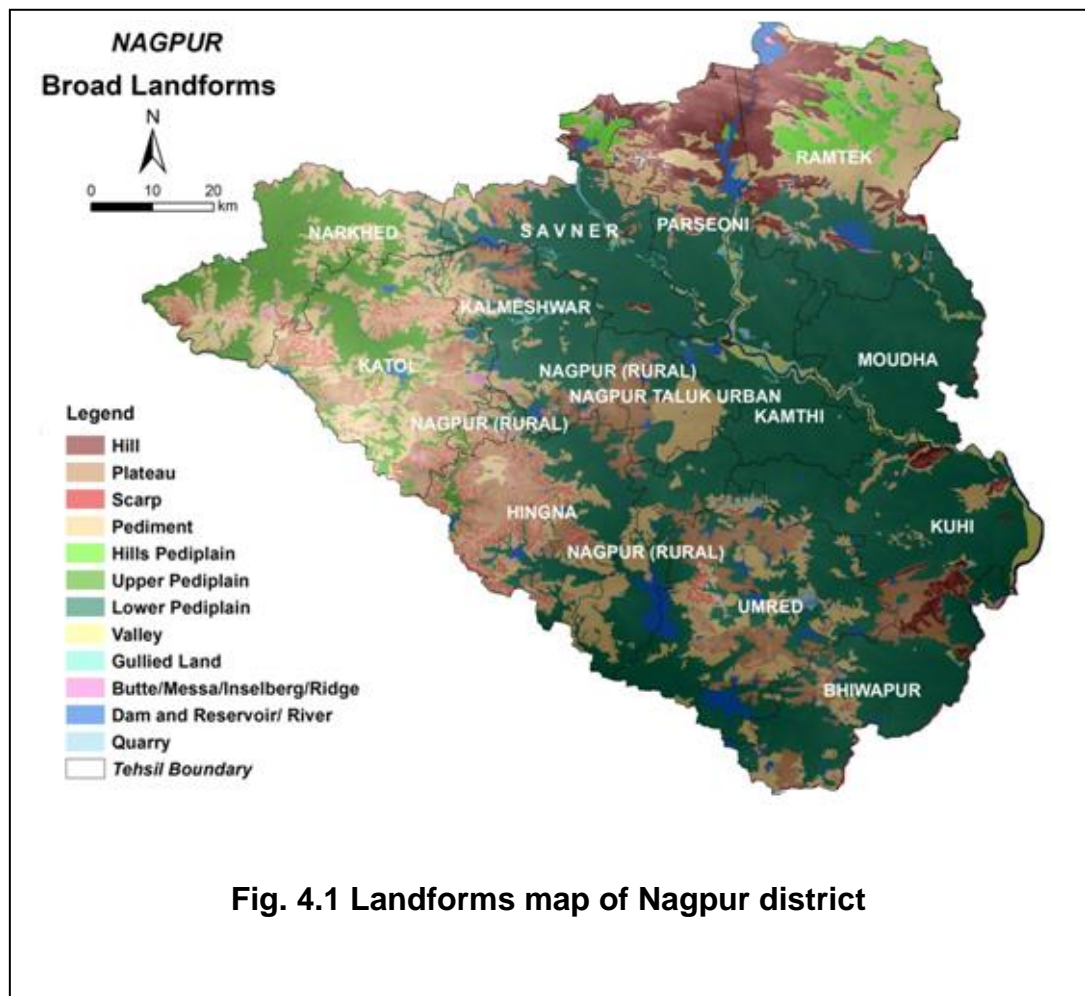 NAGPUR
Broad Landforms
N
0 10 20
km
RAMTEK
NARKHED
SAVNER
PARSEONI
KALMESHWAR
MOUDHA
KATOL
NAGPUR (RURAL)
NAGPUR TALUK URBAN
KAMTHI
NAGPUR (RURAL)
HINGNA
KUHI
NAGPUR (RURAL)
UMRED
BHIWAPUR
Legend
Hill
Plateau
Scarp
Pediment
Hills Pediplain
Upper Pediplain
Lower Pediplain
Valley
Gullied Land
Butte/Messa/Inselberg/Ridge
Dam and Reservoir/ River
Quarry
Tehsil Boundary
Fig. 4.1 Landforms map of Nagpur district